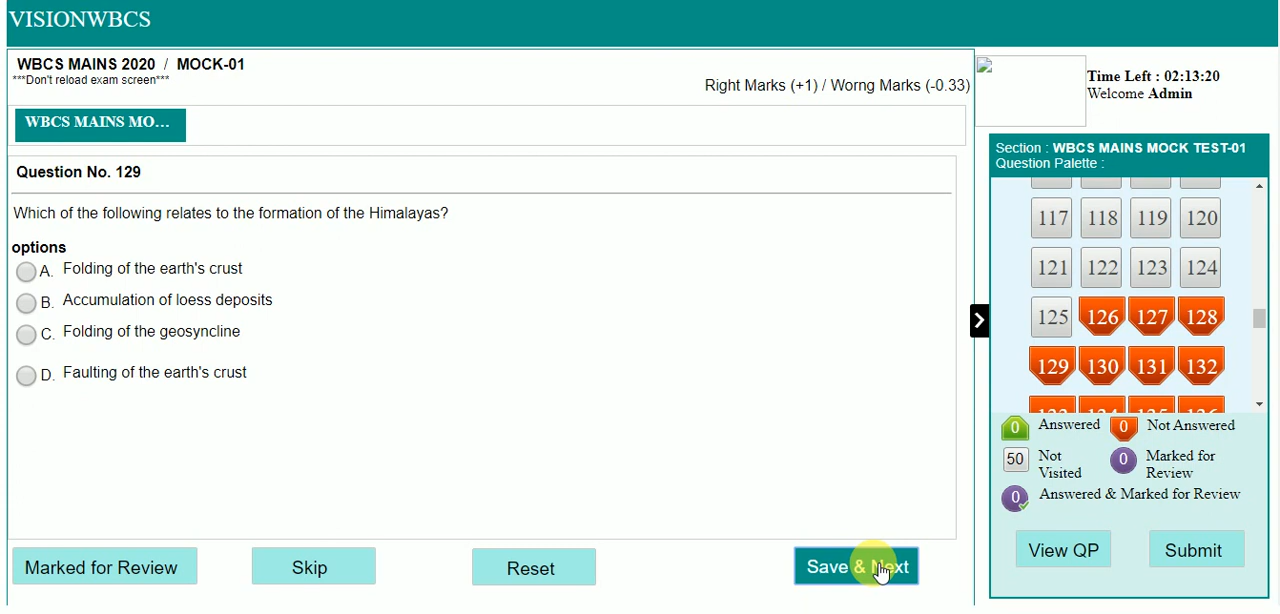 VISIONWBCS
WBCS MAINS 2020 / MOCK-01
***Don't reload exam screen***
Right Marks (+1) / Worng Marks (-0.33)
Time Left : 02:13:20
Welcome Admin
WBCS MAINS MO...
Section : WBCS MAINS MOCK TEST-01
Question Palette :
Question No. 129
Which of the following relates to the formation of the Himalayas?
options
A. Folding of the earth's crust
B. Accumulation of loess deposits
C. Folding of the geosyncline
D. Faulting of the earth's crust
117 118 119 120
121 122 123 124
125 126 127 128
129 130 131 132
0 Answered 0 Not Answered
50 Not Visited 0 Marked for Review
0 Answered & Marked for Review
View QP Submit
Marked for Review Skip Reset Save & Next